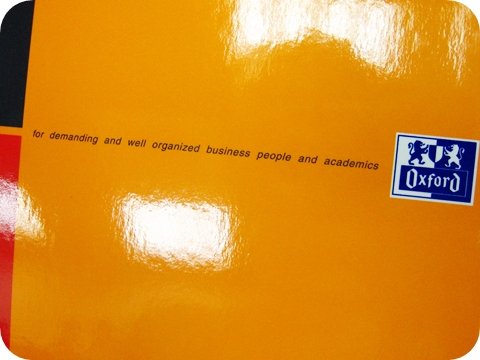 for demanding and well organized business people and academics
Oxford